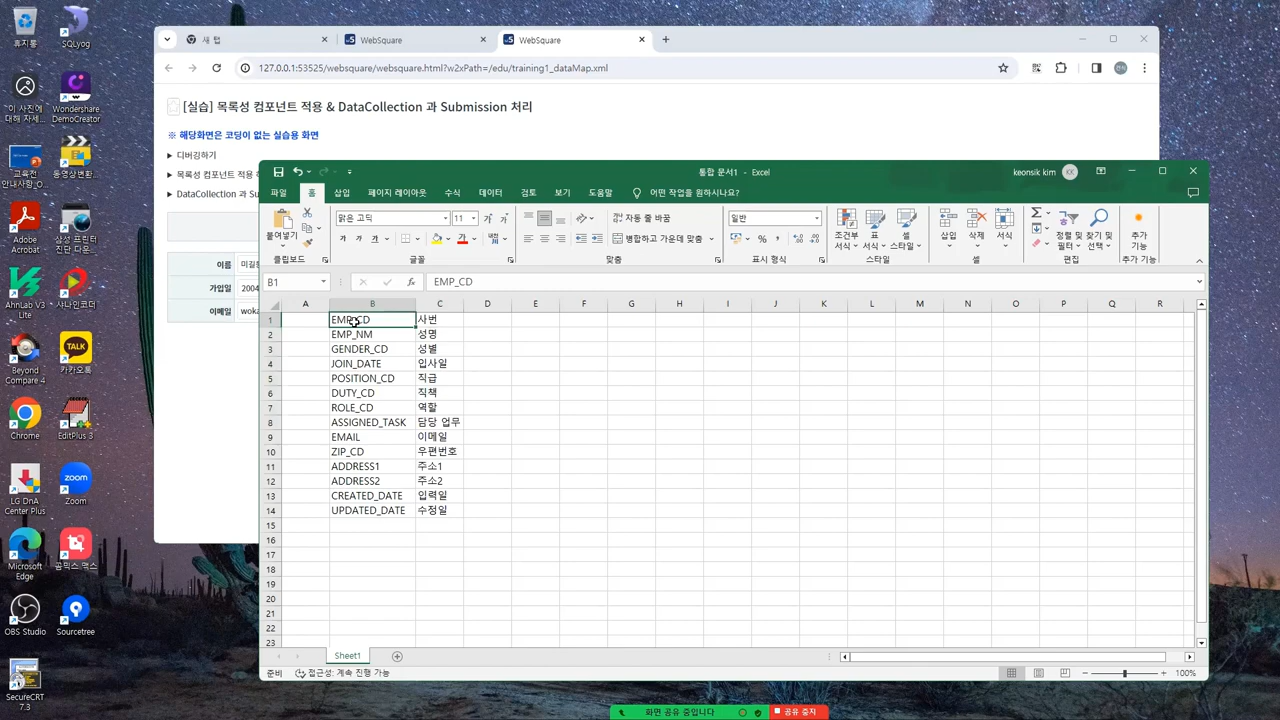 새 탭
WebSquare
WebSquare
127.0.0.1:53525/websquare/websquare.html?w2xPath=/edu/training1_dataMap.xml
[실습] 목록성 컴포넌트 적용 & DataCollection 과 Submission 처리
※ 해당화면은 코딩이 없는 실습용 화면
▶ 디버깅하기
▶ 목록성 컴포넌트 적용
▶ DataCollection 과 Su
이름
가입일 2004
이메일 woka
휴지통
SQLyog
이 사진에 대해 자세...
Wondershare DemoCreator
교육전 안내사항_O...
동영상변환...
Adobe Acrobat
삼성 프린터 진단 다운...
AhnLab V3 Lite
사나인코더
Beyond Compare 4
카카오톡
Chrome
EditPlus 3
LG DnA Center Plus
Zoom
Microsoft Edge
곰믹스 맥스
OBS Studio
Sourcetree
SecureCRT 7.3
통합 문서1 - Excel
keonsik kim
KK
파일 홈 삽입 페이지 레이아웃 수식 데이터 검토 보기 도움말 어떤 작업을 원하시나요?
붙여넣기
맑은 고딕 11
가 가 가
자동 줄 바꿈
병합하고 가운데 맞춤
일반
조건부 서식
표 서식
셀 스타일
삽입
삭제
서식
정렬 및 필터
찾기 및 선택
추가 기능
클립보드 글꼴 맞춤 표시 형식 스타일 셀 편집 추가 기능
B1 fx EMP_CD
A B C D E F G H I J K L M N O P Q R
1 EMP_CD 사번
2 EMP_NM 성명
3 GENDER_CD 성별
4 JOIN_DATE 입사일
5 POSITION_CD 직급
6 DUTY_CD 직책
7 ROLE_CD 역할
8 ASSIGNED_TASK 담당 업무
9 EMAIL 이메일
10 ZIP_CD 우편번호
11 ADDRESS1 주소1
12 ADDRESS2 주소2
13 CREATED_DATE 입력일
14 UPDATED_DATE 수정일
15
16
17
18
19
20
21
22
23
Sheet1
준비 접근성: 계속 진행 가능
100%
화면 공유 중입니다
공유 중지